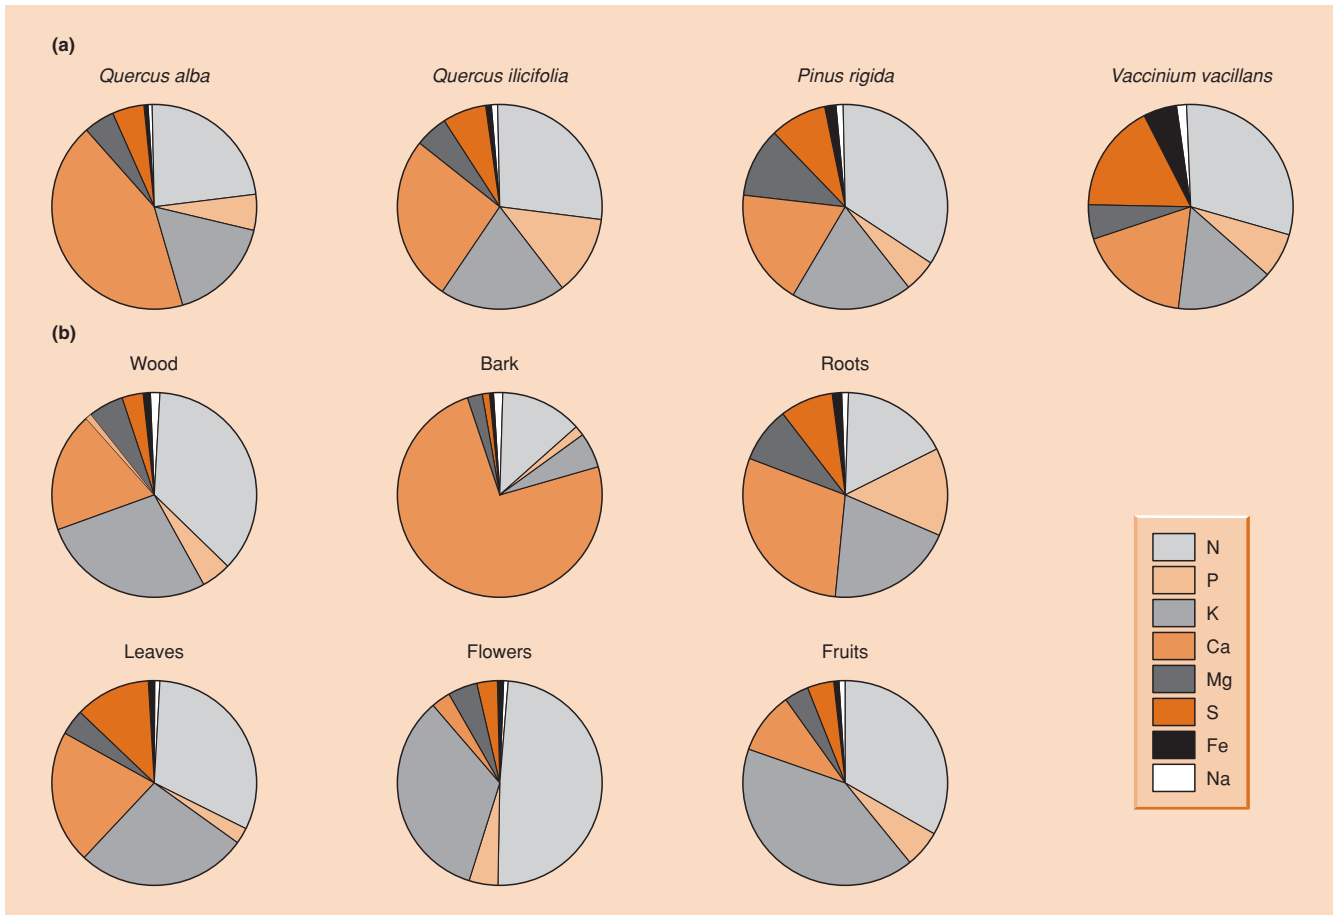 (a)
Quercus alba
Quercus ilicifolia
Pinus rigida
Vaccinium vacillans
(b)
Wood
Bark
Roots
Leaves
Flowers
Fruits
N
P
K
Ca
Mg
S
Fe
Na